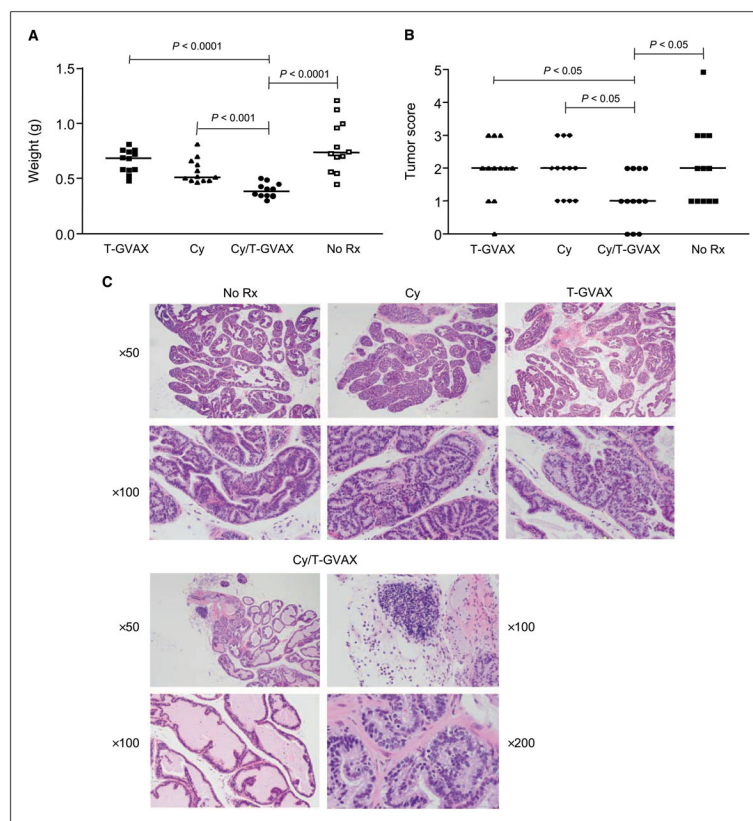 A
P < 0.0001
P < 0.0001
P < 0.001
1.5
1.0
0.5
0.0
Weight (g)
T-GVAX Cy Cy/T-GVAX No Rx
B
P < 0.05
P < 0.05
P < 0.05
5
4
3
2
1
0
Tumor score
T-GVAX Cy Cy/T-GVAX No Rx
C
No Rx Cy T-GVAX
×50
×100
Cy/T-GVAX
×50 ×100
×100 ×200